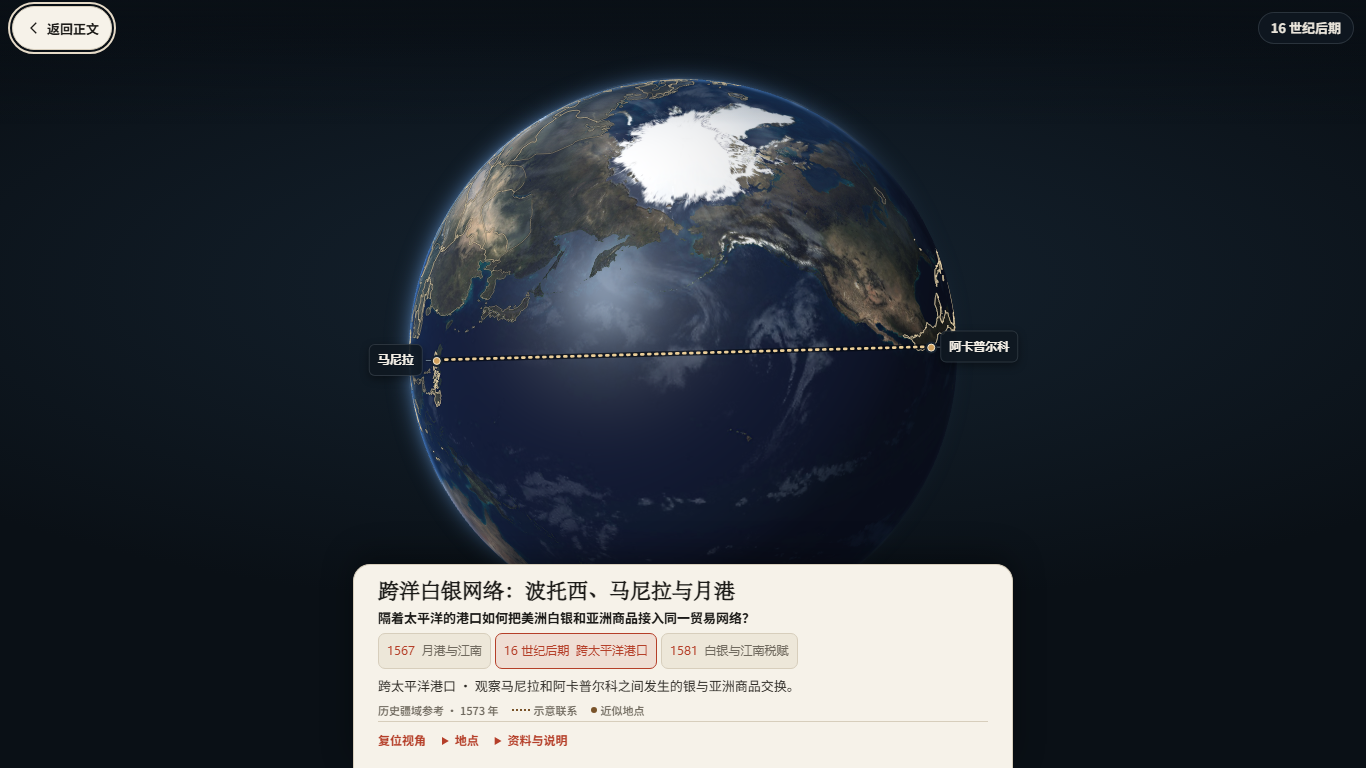 返回正文
16 世纪后期
马尼拉
阿卡普尔科
跨洋白银网络：波托西、马尼拉与月港
隔着太平洋的港口如何把美洲白银和亚洲商品接入同一贸易网络？
1567 月港与江南
16 世纪后期 跨太平洋港口
1581 白银与江南税赋
跨太平洋港口 · 观察马尼拉和阿卡普尔科之间发生的银与亚洲商品交换。
历史疆域参考 · 1573 年 示意联系 近似地点
复位视角 ▶ 地点 ▶ 资料与说明